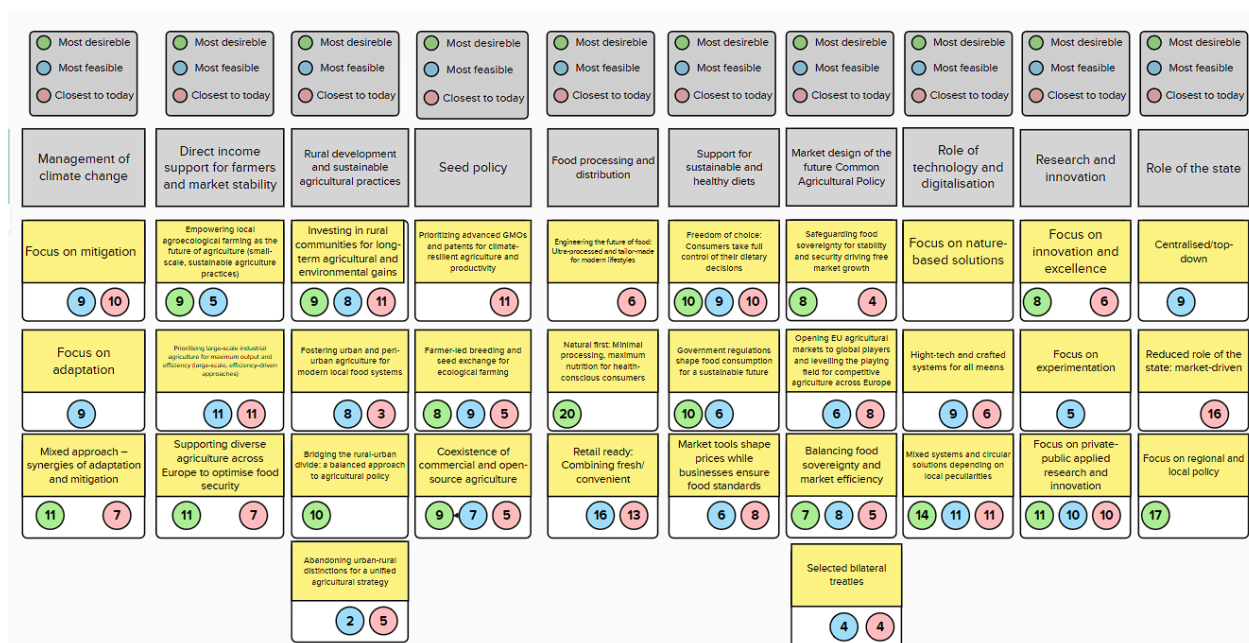 Most desireble
Most feasible
Closest to today
Most desireble
Most feasible
Closest to today
Most desireble
Most feasible
Closest to today
Most desireble
Most feasible
Closest to today
Most desireble
Most feasible
Closest to today
Most desireble
Most feasible
Closest to today
Most desireble
Most feasible
Closest to today
Most desireble
Most feasible
Closest to today
Most desireble
Most feasible
Closest to today
Most desireble
Most feasible
Closest to today
Management of
climate change
Focus on mitigation
9 10
Focus on
adaptation
9
Mixed approach –
synergies of adaptation
and mitigation
11 7
Direct income
support for farmers
and market stability
Empowering local
agroecological farming as the
future of agriculture (small-
scale, sustainable agriculture
practices)
9 5
Prioritising large-scale industrial
agriculture for maximum output and
efficiency (large-scale, efficiency-driven
approaches)
11 11
Supporting diverse
agriculture across
Europe to optimise food
security
11 7
Rural development
and sustainable
agricultural practices
Investing in rural
communities for long-
term agricultural and
environmental gains
9 8 11
Fostering urban and peri-
urban agriculture for
modern local food systems
8 3
Bridging the rural-urban
divide: a balanced approach
to agricultural policy
10
Abandoning urban-rural
distinctions for a unified
agricultural strategy
2 5
Seed policy
Prioritizing advanced GMOs
and patents for climate-
resilient agriculture and
productivity
11
Farmer-led breeding and
seed exchange for
ecological farming
8 9 5
Coexistence of
commercial and open-
source agriculture
9 7 5
Food processing and
distribution
Engineering the future of food:
Ultra-processed and tailor-made
for modern lifestyles
6
Natural first: Minimal
processing, maximum
nutrition for health-
conscious consumers
20
Retail ready:
Combining fresh/
convenient
16 13
Support for
sustainable and
healthy diets
Freedom of choice:
Consumers take full
control of their dietary
decisions
10 9 10
Government regulations
shape food consumption
for a sustainable future
10 6
Market tools shape
prices while
businesses ensure
food standards
6 8
Market design of the
future Common
Agricultural Policy
Safeguarding food
sovereignty for stability
and security driving free
market growth
8 4
Opening EU agricultural
markets to global players
and levelling the playing
field for competitive
agriculture across Europe
6 8
Balancing food
sovereignty and
market efficiency
7 8 5
Selected bilateral
treaties
4 4
Role of
technology and
digitalisation
Focus on nature-
based solutions
Hight-tech and crafted
systems for all means
9 6
Mixed systems and circular
solutions depending on
local peculiarities
14 11 11
Research and
innovation
Focus on
innovation and
excellence
8 6
Focus on
experimentation
5
Focus on private-
public applied
research and
innovation
11 10 10
Role of the state
Centralised/top-
down
9
Reduced role of the
state: market-driven
16
Focus on regional and
local policy
17